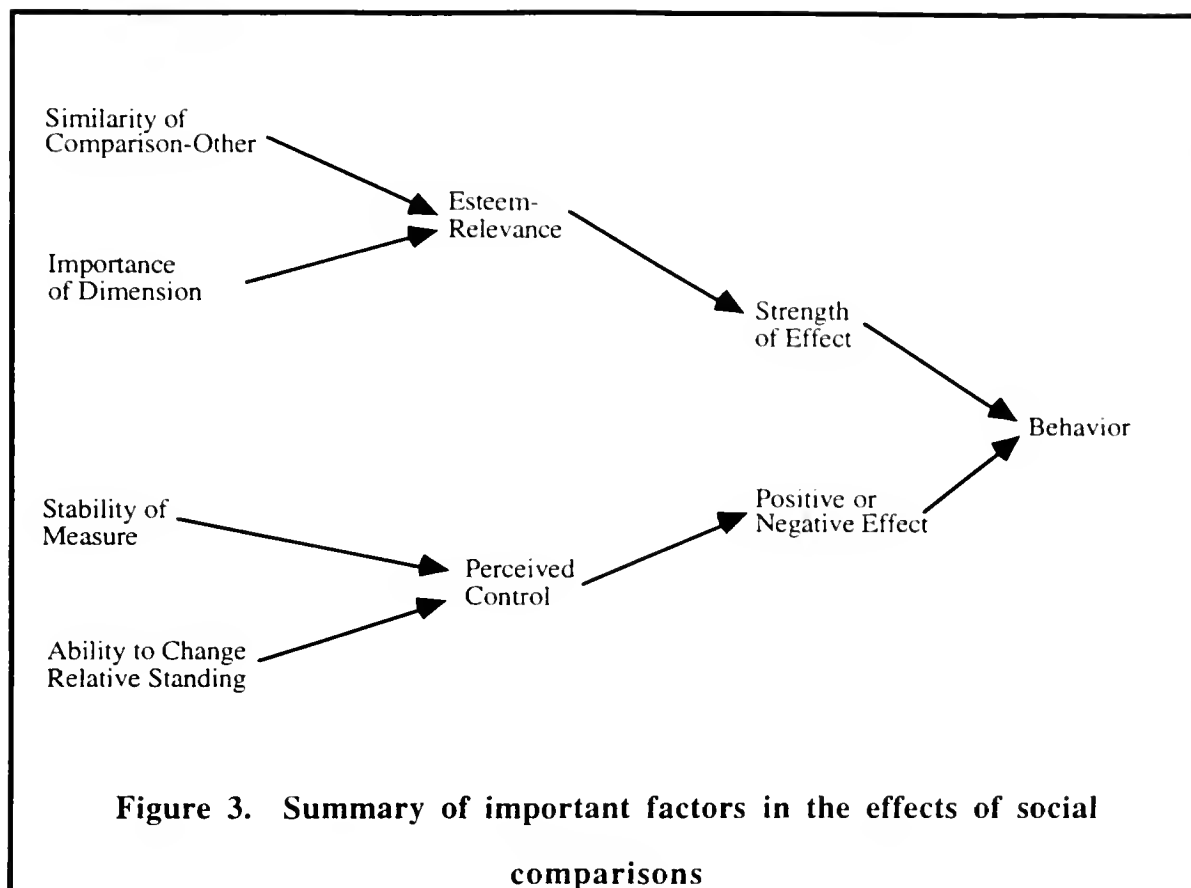 Similarity of
Comparison-Other
Esteem-
Relevance
Importance
of Dimension
Strength
of Effect
Behavior
Stability of
Measure
Positive or
Negative Effect
Perceived
Control
Ability to Change
Relative Standing
Figure 3. Summary of important factors in the effects of social
comparisons